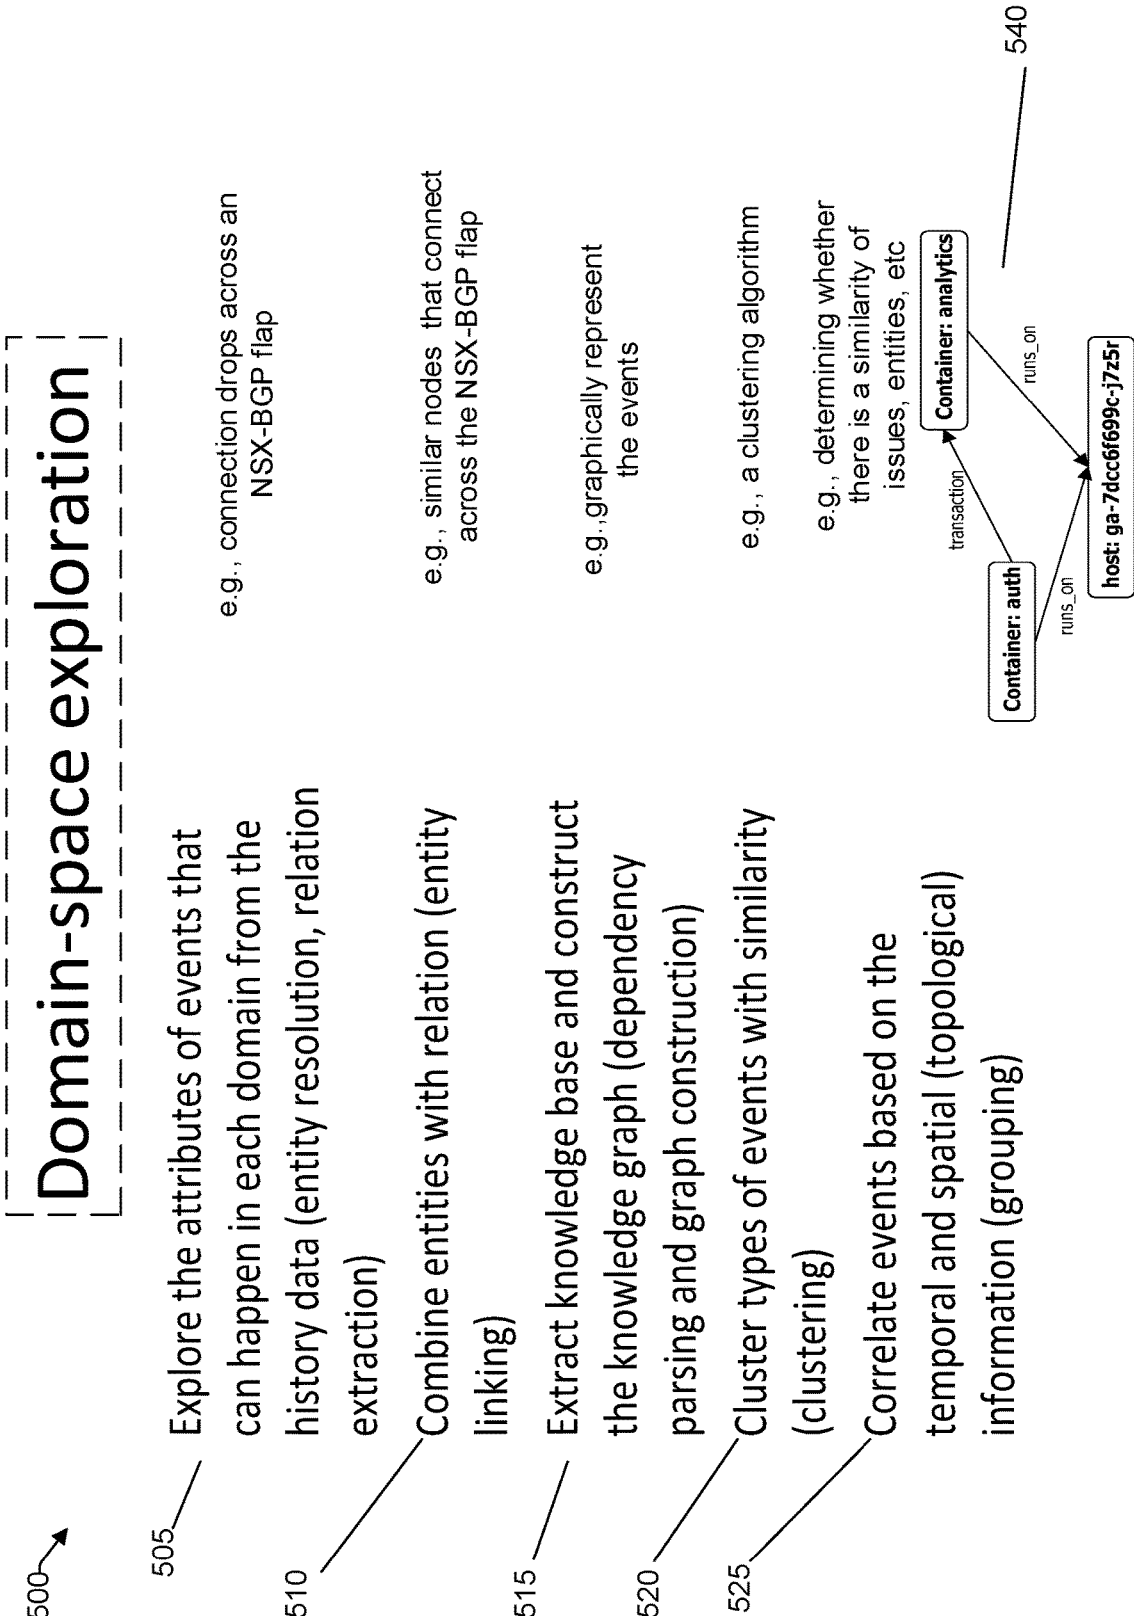 500
Domain-space exploration
505
Explore the attributes of events that
can happen in each domain from the
history data (entity resolution, relation
extraction)
e.g., connection drops across an
NSX-BGP flap
510
Combine entities with relation (entity
linking)
e.g., similar nodes that connect
across the NSX-BGP flap
515
Extract knowledge base and construct
the knowledge graph (dependency
parsing and graph construction)
e.g.,graphically represent
the events
520
Cluster types of events with similarity
(clustering)
e.g., a clustering algorithm
525
Correlate events based on the
temporal and spatial (topological)
information (grouping)
e.g., determining whether
there is a similarity of
issues, entities, etc
Container: analytics
transaction
Container: auth
runs_on
runs_on
host: ga-7dcc6f699c-j7z5r
540